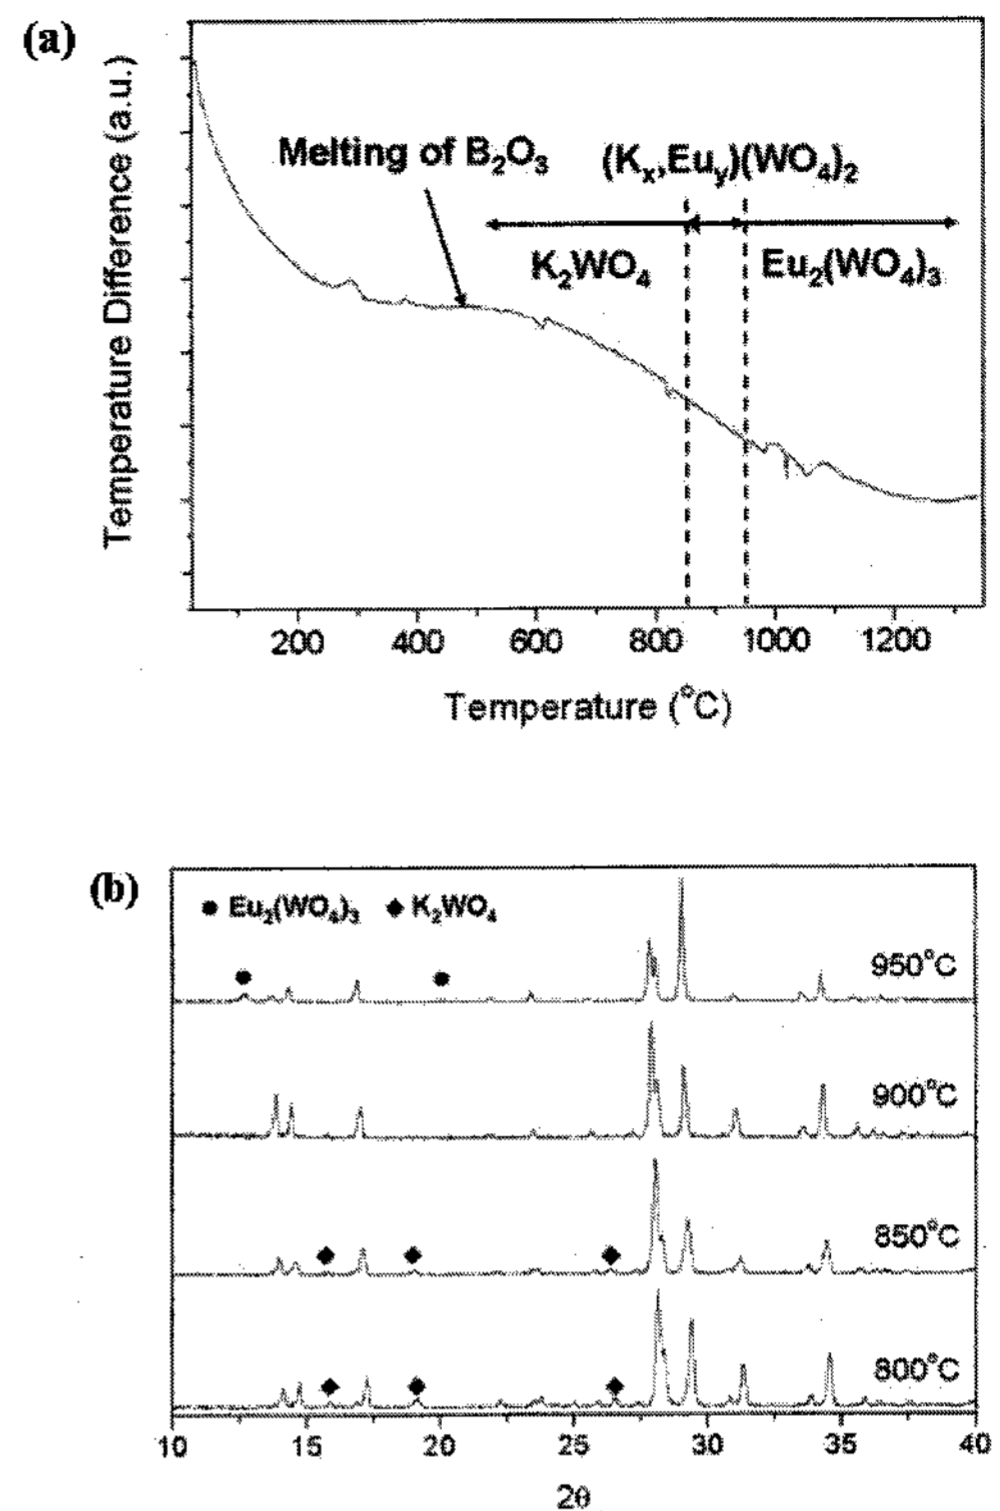 (a)
Temperature Difference (a.u.)
Melting of B₂O₃
(Kₓ,Euᵧ)(WO₄)₂
K₂WO₄
Eu₂(WO₄)₃
200 400 600 800 1000 1200
Temperature (°C)
(b)
● Eu₂(WO₄)₃ ◆ K₂WO₄
950°C
900°C
850°C
800°C
10 15 20 25 30 35 40
2θ